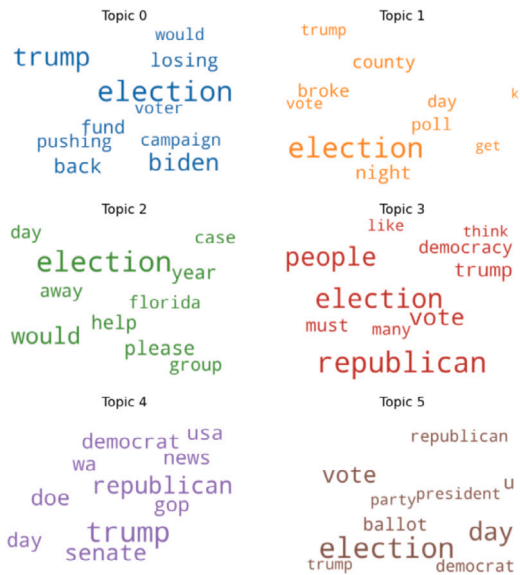 Topic 0
would
trump losing
election
voter
fund
pushing campaign
back biden
Topic 1
trump
county
broke
vote day k
poll
election get
night
Topic 2
day case
election year
away florida
would help
please
group
Topic 3
like think
people democracy
trump
election
must many vote
republican
Topic 4
democrat usa
wa news
republican
doe gop
day trump
senate
Topic 5
republican
vote u
party president
ballot day
election
trump democrat